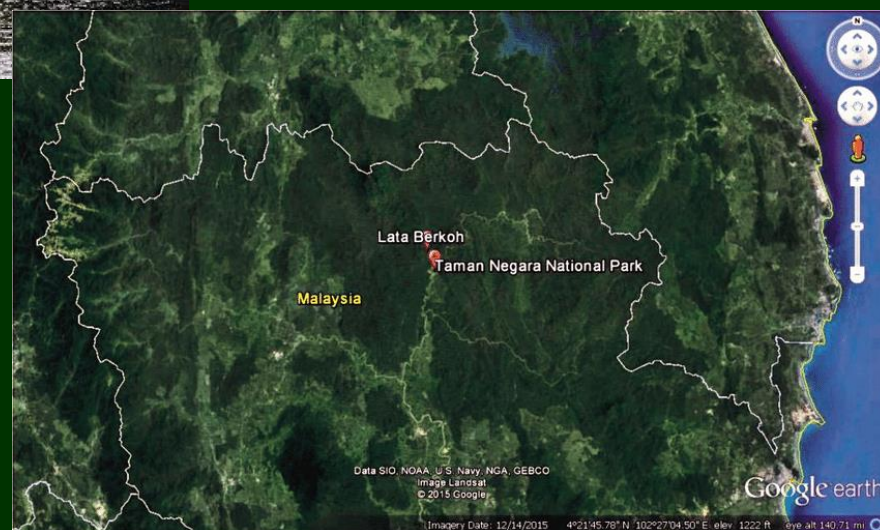 N
Lata Berkoh
Taman Negara National Park
Malaysia
Data SIO, NOAA, U.S. Navy, NGA, GEBCO
Image Landsat
© 2015 Google
Google earth
Imagery Date: 12/14/2015 4°21'45.78" N 102°27'04.50" E elev 1222 ft eye alt 140.71 mi